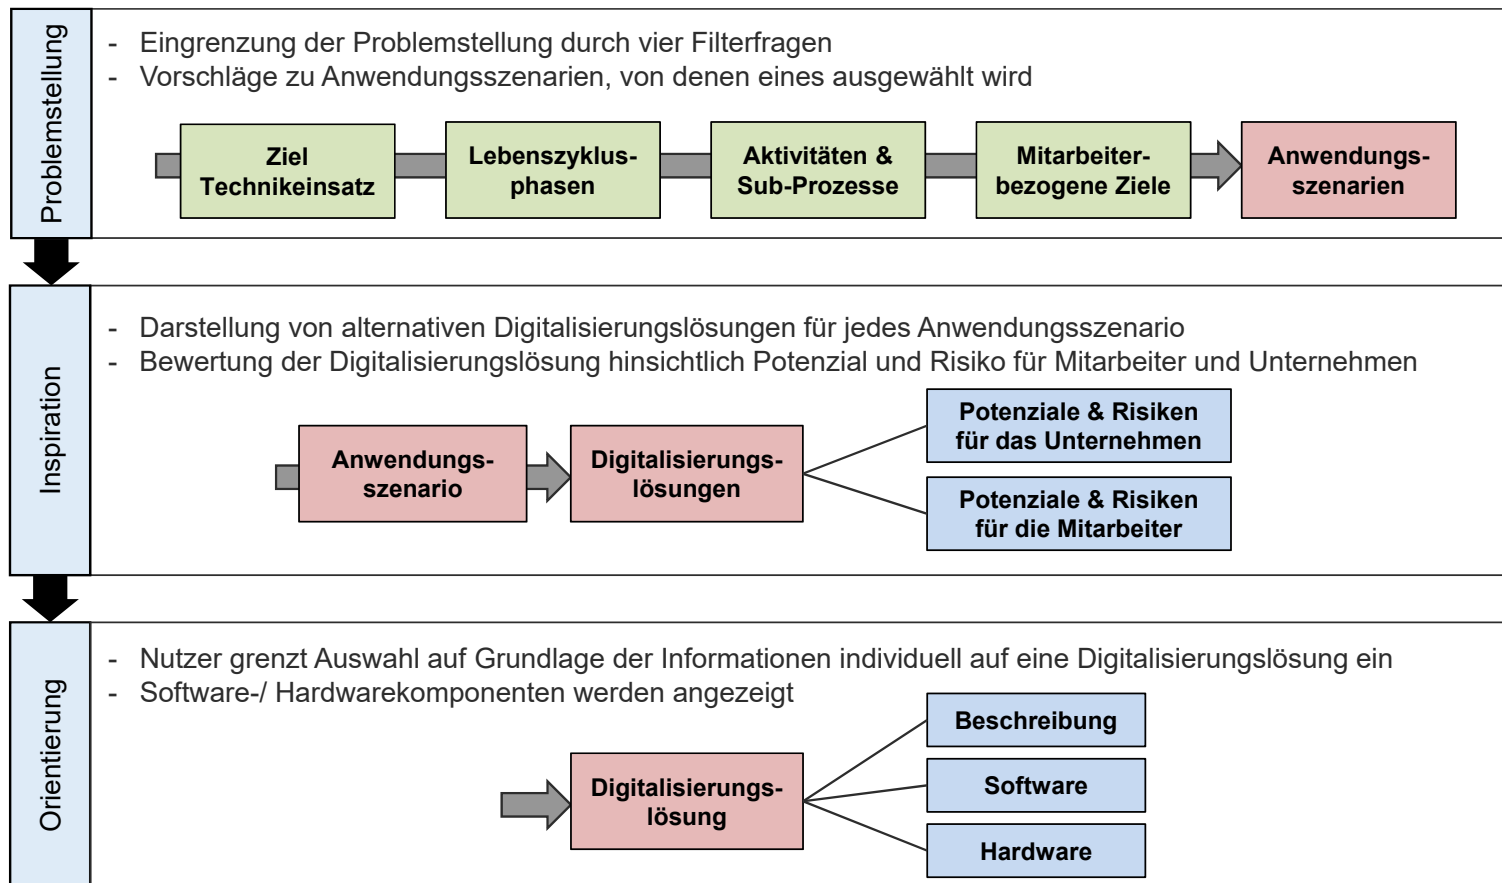 Problemstellung
- Eingrenzung der Problemstellung durch vier Filterfragen
- Vorschläge zu Anwendungsszenarien, von denen eines ausgewählt wird
Ziel
Technikeinsatz
Lebenszyklus-
phasen
Aktivitäten &
Sub-Prozesse
Mitarbeiter-
bezogene Ziele
Anwendungs-
szenarien
Inspiration
- Darstellung von alternativen Digitalisierungslösungen für jedes Anwendungsszenario
- Bewertung der Digitalisierungslösung hinsichtlich Potenzial und Risiko für Mitarbeiter und Unternehmen
Anwendungs-
szenario
Digitalisierungs-
lösungen
Potenziale & Risiken
für das Unternehmen
Potenziale & Risiken
für die Mitarbeiter
Orientierung
- Nutzer grenzt Auswahl auf Grundlage der Informationen individuell auf eine Digitalisierungslösung ein
- Software-/ Hardwarekomponenten werden angezeigt
Digitalisierungs-
lösung
Beschreibung
Software
Hardware